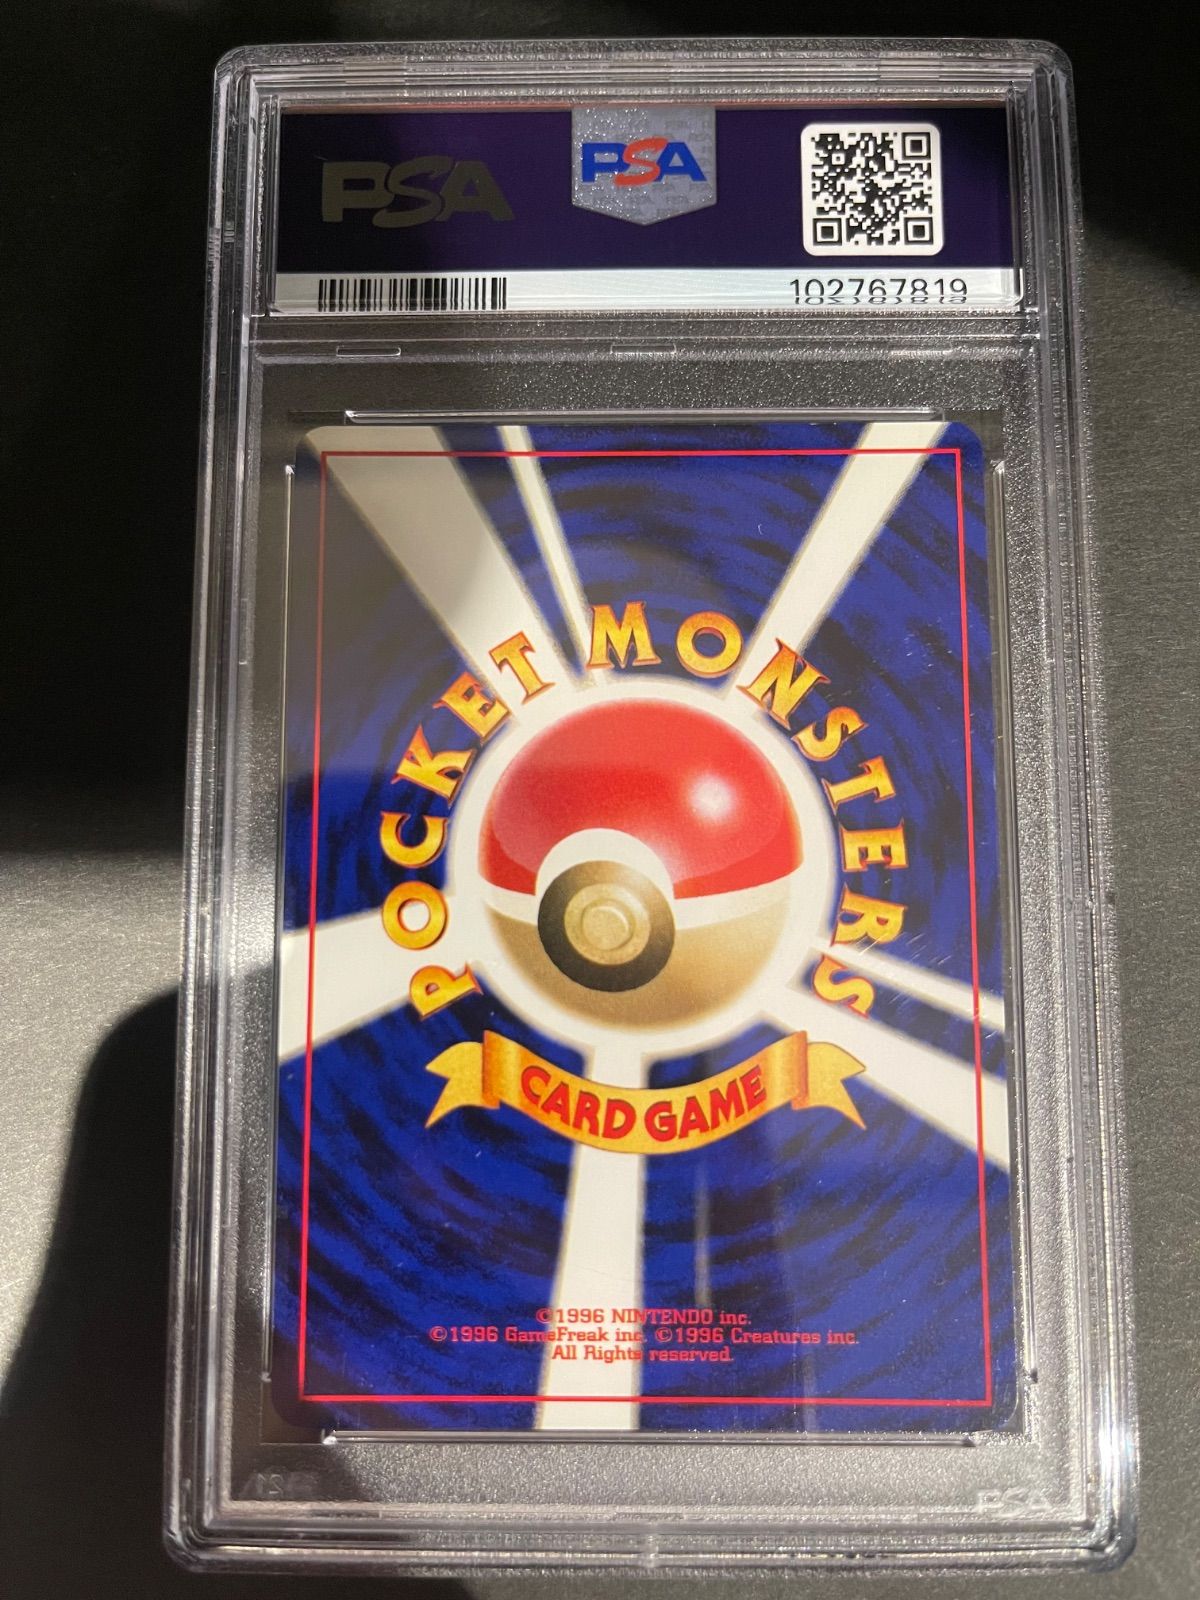 PSA
PSA
102767819
POCKET MONSTERS
CARD GAME
©1996 NINTENDO inc.
©1996 GameFreak inc. ©1996 Creatures inc.
All Rights reserved.
PSA